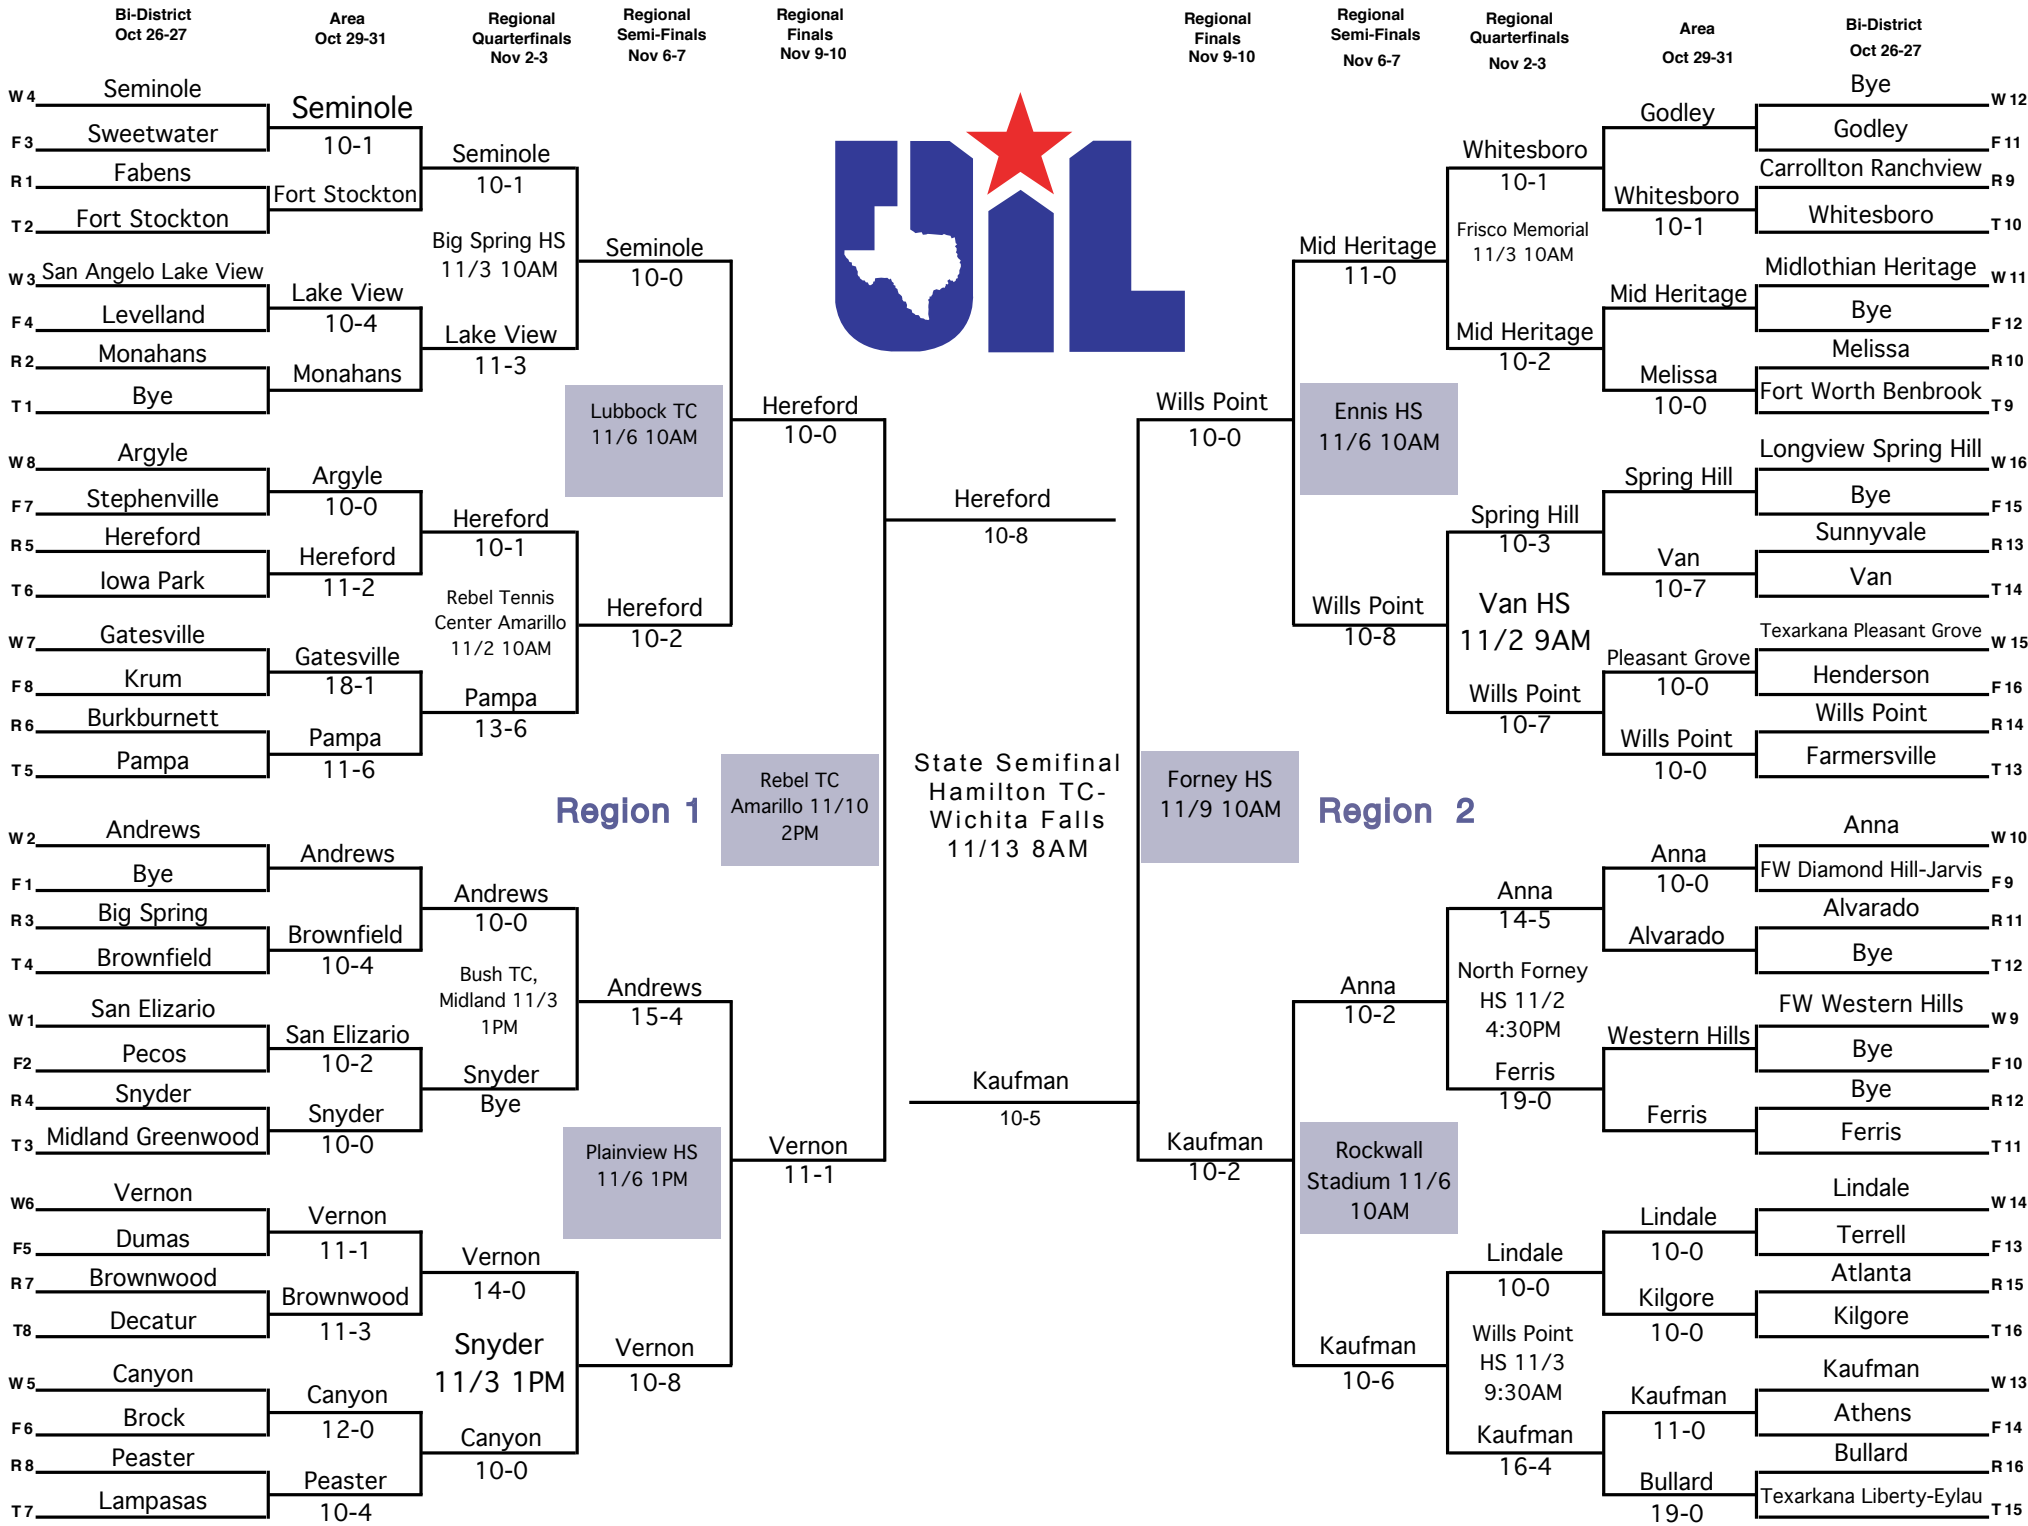 Bi-District
Oct 26-27
Area
Oct 29-31
Regional
Quarterfinals
Nov 2-3
Regional
Semi-Finals
Nov 6-7
Regional
Finals
Nov 9-10
Regional
Finals
Nov 9-10
Regional
Semi-Finals
Nov 6-7
Regional
Quarterfinals
Nov 2-3
Area
Oct 29-31
Bi-District
Oct 26-27
W 4 Seminole
F 3 Sweetwater
R 1 Fabens
T 2 Fort Stockton
W 3 San Angelo Lake View
F 4 Levelland
R 2 Monahans
T 1 Bye
W 8 Argyle
F 7 Stephenville
R 5 Hereford
T 6 Iowa Park
W 7 Gatesville
F 8 Krum
R 6 Burkburnett
T 5 Pampa
W 2 Andrews
F 1 Bye
R 3 Big Spring
T 4 Brownfield
W 1 San Elizario
F2 Pecos
R 4 Snyder
T 3 Midland Greenwood
W6 Vernon
F5 Dumas
R 7 Brownwood
T8 Decatur
W 5 Canyon
F 6 Brock
R 8 Peaster
T 7 Lampasas
Seminole
10-1
Fort Stockton
Lake View
10-4
Monahans
Argyle
10-0
Hereford
11-2
Gatesville
18-1
Pampa
11-6
Andrews
Brownfield
10-4
San Elizario
10-2
Snyder
10-0
Vernon
11-1
Brownwood
11-3
Canyon
12-0
Peaster
10-4
Seminole
10-1
Big Spring HS
11/3 10AM
Lake View
11-3
Hereford
10-1
Rebel Tennis
Center Amarillo
11/2 10AM
Pampa
13-6
Andrews
10-0
Bush TC,
Midland 11/3
1PM
Snyder
Bye
Vernon
14-0
Snyder
11/3 1PM
Canyon
10-0
Seminole
10-0
Lubbock TC
11/6 10AM
Hereford
10-2
Region 1
Andrews
15-4
Plainview HS
11/6 1PM
Vernon
10-8
Hereford
10-0
Rebel TC
Amarillo 11/10
2PM
Vernon
11-1
UIL
Hereford
10-8
State Semifinal
Hamilton TC-
Wichita Falls
11/13 8AM
Kaufman
10-5
Wills Point
10-0
Forney HS
11/9 10AM
Kaufman
10-2
Mid Heritage
11-0
Ennis HS
11/6 10AM
Wills Point
10-8
Region 2
Anna
10-2
Rockwall
Stadium 11/6
10AM
Kaufman
10-6
Whitesboro
10-1
Frisco Memorial
11/3 10AM
Mid Heritage
10-2
Spring Hill
10-3
Van HS
11/2 9AM
Wills Point
10-7
Anna
14-5
North Forney
HS 11/2
4:30PM
Ferris
19-0
Lindale
10-0
Wills Point
HS 11/3
9:30AM
Kaufman
16-4
Godley
Whitesboro
10-1
Mid Heritage
Melissa
10-0
Spring Hill
Van
10-7
Pleasant Grove
10-0
Wills Point
10-0
Anna
10-0
Alvarado
Western Hills
Ferris
Lindale
10-0
Kilgore
10-0
Kaufman
11-0
Bullard
19-0
Bye W 12
Godley F 11
Carrollton Ranchview R 9
Whitesboro T 10
Midlothian Heritage W 11
Bye F 12
Melissa R 10
Fort Worth Benbrook T 9
Longview Spring Hill W 16
Bye F 15
Sunnyvale R 13
Van T 14
Texarkana Pleasant Grove W 15
Henderson F 16
Wills Point R 14
Farmersville T 13
Anna W 10
FW Diamond Hill-Jarvis F 9
Alvarado R 11
Bye T 12
FW Western Hills W 9
Bye F 10
Bye R 12
Ferris T 11
Lindale W 14
Terrell F 13
Atlanta R 15
Kilgore T 16
Kaufman W 13
Athens F 14
Bullard R 16
Texarkana Liberty-Eylau T 15